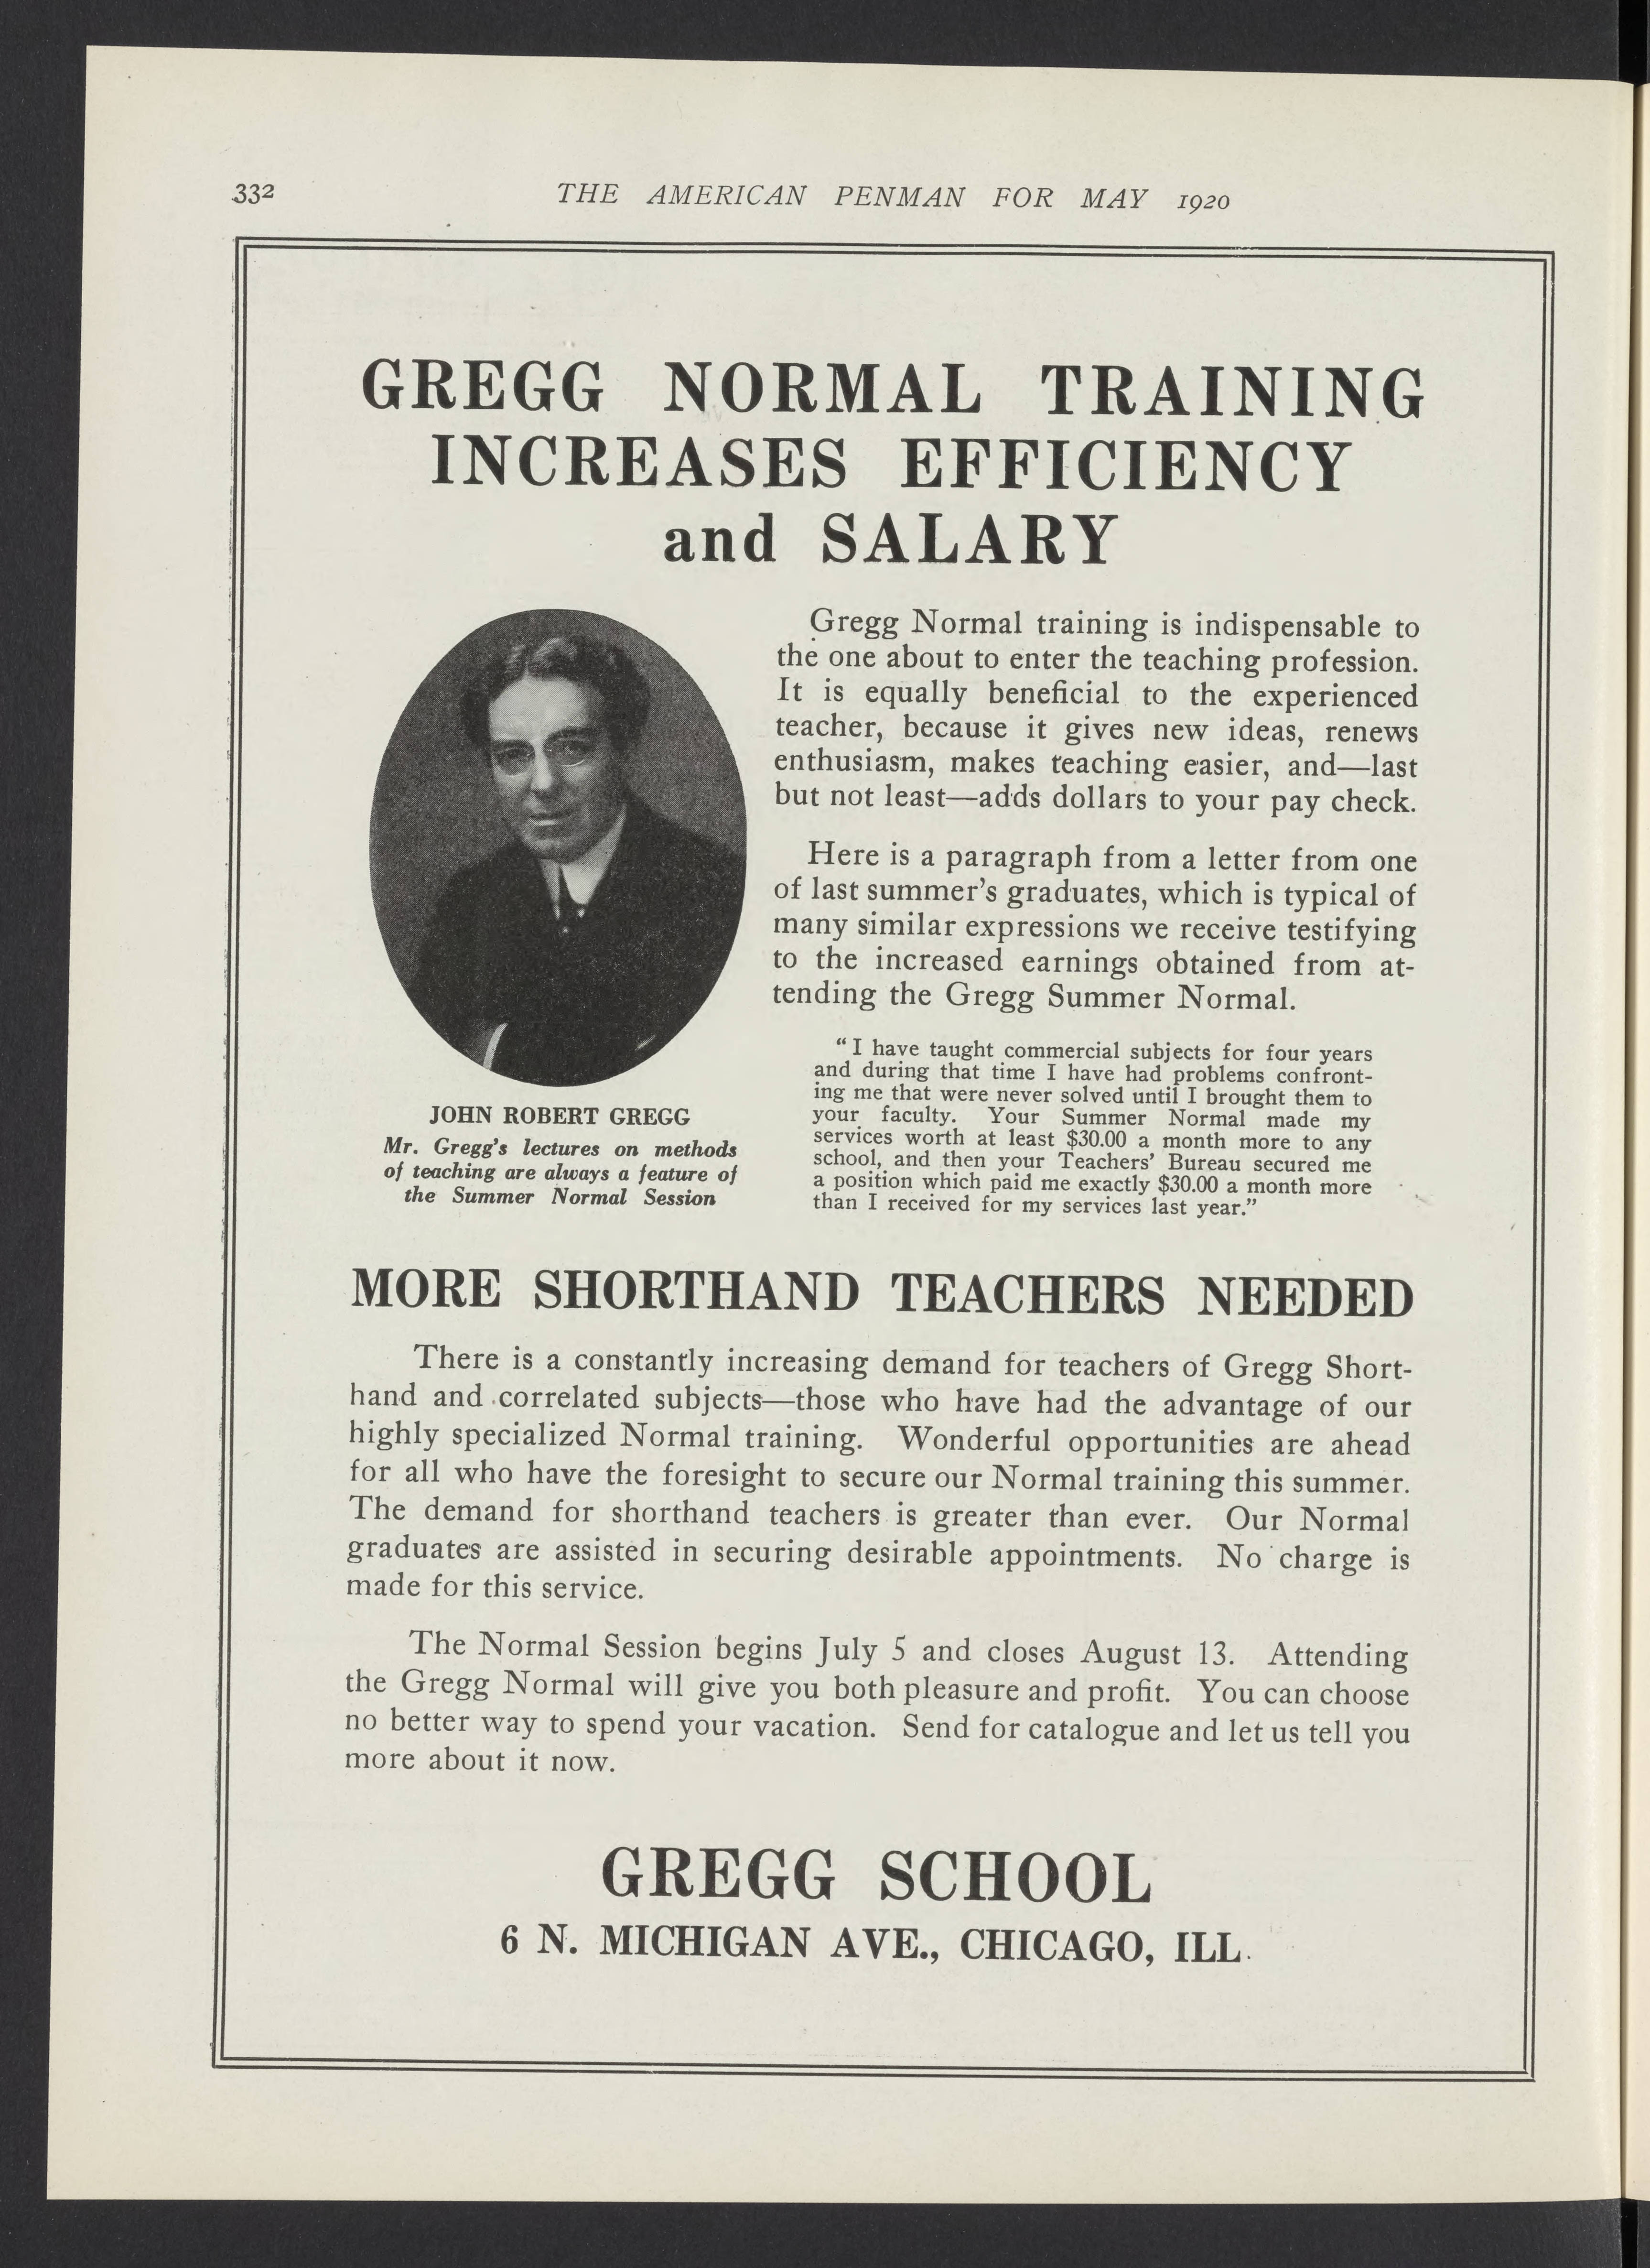 332
THE AMERICAN PENMAN FOR MAY 1920
GREGG NORMAL TRAINING
INCREASES EFFICIENCY
and SALARY
Gregg Normal training is indispensable to
the one about to enter the teaching profession.
It is equally beneficial to the experienced
teacher, because it gives new ideas, renews
enthusiasm, makes teaching easier, and—last
but not least—adds dollars to your pay check.
Here is a paragraph from a letter from one
of last summer's graduates, which is typical of
many similar expressions we receive testifying
to the increased earnings obtained from at-
tending the Gregg Summer Normal.
"I have taught commercial subjects for four years
and during that time I have had problems confront-
ing me that were never solved until I brought them to
your faculty. Your Summer Normal made my
services worth at least $30.00 a month more to any
school, and then your Teachers' Bureau secured me
a position which paid me exactly $30.00 a month more
than I received for my services last year."
JOHN ROBERT GREGG
Mr. Gregg's lectures on methods
of teaching are always a feature of
the Summer Normal Session
MORE SHORTHAND TEACHERS NEEDED
There is a constantly increasing demand for teachers of Gregg Short-
hand and correlated subjects—those who have had the advantage of our
highly specialized Normal training. Wonderful opportunities are ahead
for all who have the foresight to secure our Normal training this summer.
The demand for shorthand teachers is greater than ever. Our Normal
graduates are assisted in securing desirable appointments. No charge is
made for this service.
The Normal Session begins July 5 and closes August 13. Attending
the Gregg Normal will give you both pleasure and profit. You can choose
no better way to spend your vacation. Send for catalogue and let us tell you
more about it now.
GREGG SCHOOL
6 N. MICHIGAN AVE., CHICAGO, ILL.